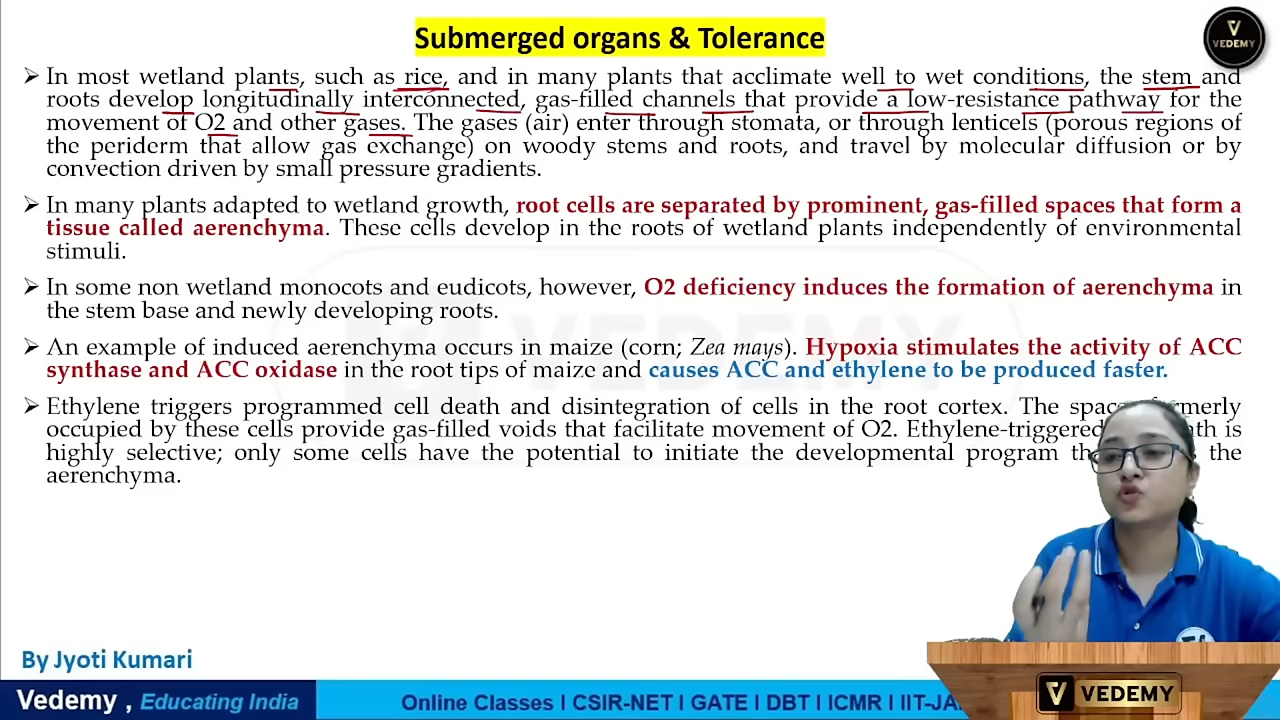 Submerged organs & Tolerance
V
VEDEMY
➢ In most wetland plants, such as rice, and in many plants that acclimate well to wet conditions, the stem and
roots develop longitudinally interconnected, gas-filled channels that provide a low-resistance pathway for the
movement of O2 and other gases. The gases (air) enter through stomata, or through lenticels (porous regions of
the periderm that allow gas exchange) on woody stems and roots, and travel by molecular diffusion or by
convection driven by small pressure gradients.
➢ In many plants adapted to wetland growth, root cells are separated by prominent, gas-filled spaces that form a
tissue called aerenchyma. These cells develop in the roots of wetland plants independently of environmental
stimuli.
➢ In some non wetland monocots and eudicots, however, O2 deficiency induces the formation of aerenchyma in
the stem base and newly developing roots.
➢ An example of induced aerenchyma occurs in maize (corn; Zea mays). Hypoxia stimulates the activity of ACC
synthase and ACC oxidase in the root tips of maize and causes ACC and ethylene to be produced faster.
➢ Ethylene triggers programmed cell death and disintegration of cells in the root cortex. The
occupied by these cells provide gas-filled voids that facilitate movement of O2. Ethylene-triggered is
highly selective; only some cells have the potential to initiate the developmental program the
aerenchyma.
VEDEMY
By Jyoti Kumari
Vedemy , Educating India
Online Classes I CSIR-NET I GATE I DBT I ICMR I IIT-JA
V VEDEMY